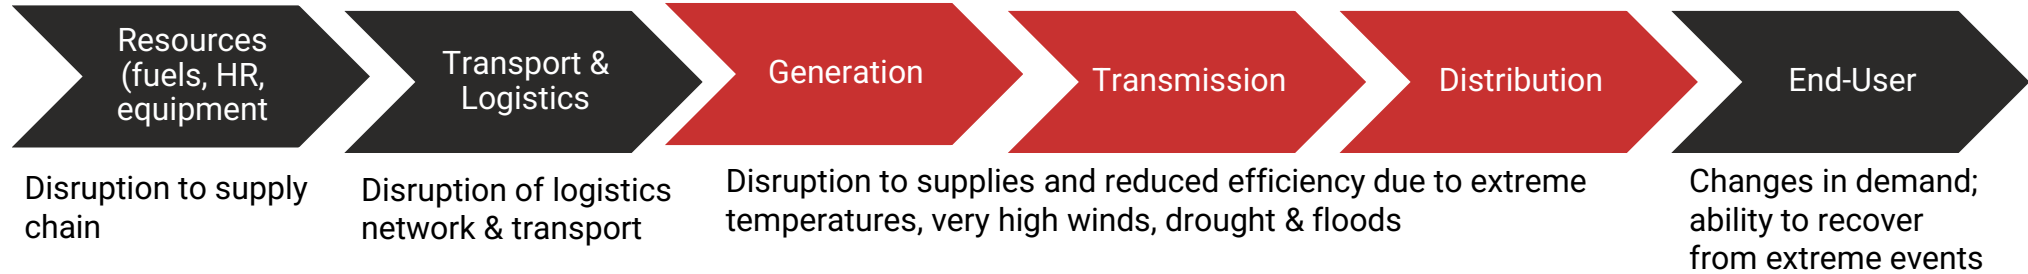 Resources
(fuels, HR,
equipment
Transport &
Logistics
Generation
Transmission
Distribution
End-User
Disruption to supply
chain
Disruption of logistics
network & transport
Disruption to supplies and reduced efficiency due to extreme
temperatures, very high winds, drought & floods
Changes in demand;
ability to recover
from extreme events